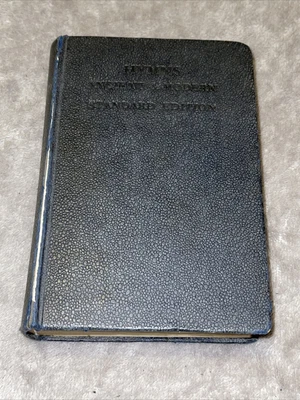 HYMNS
ANCIENT & MODERN
STANDARD EDITION